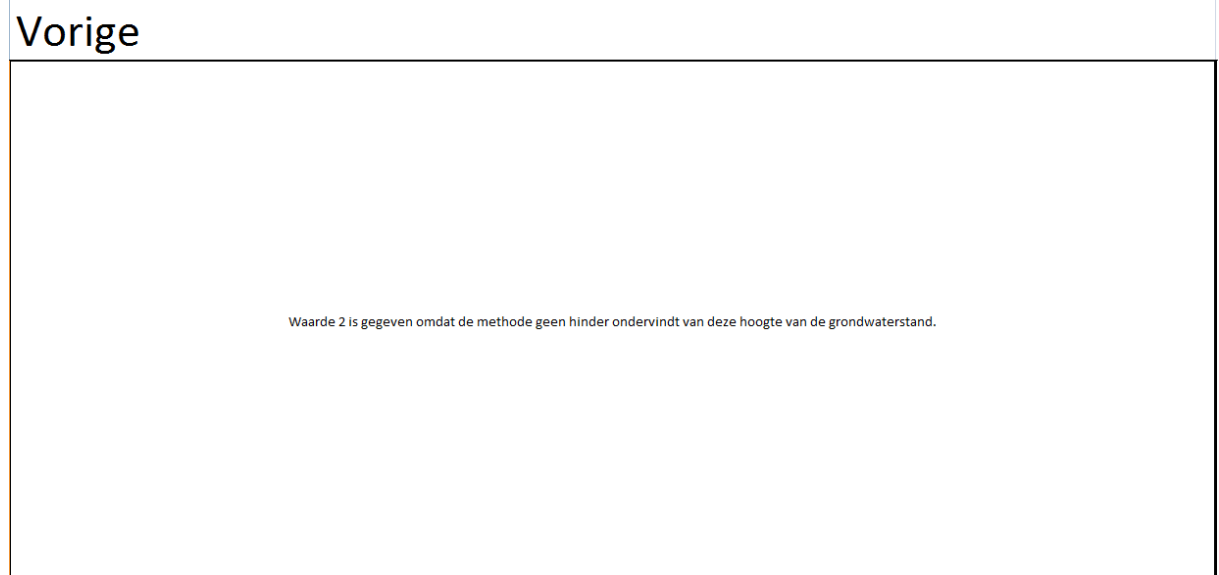 Vorige
Waarde 2 is gegeven omdat de methode geen hinder ondervindt van deze hoogte van de grondwaterstand.